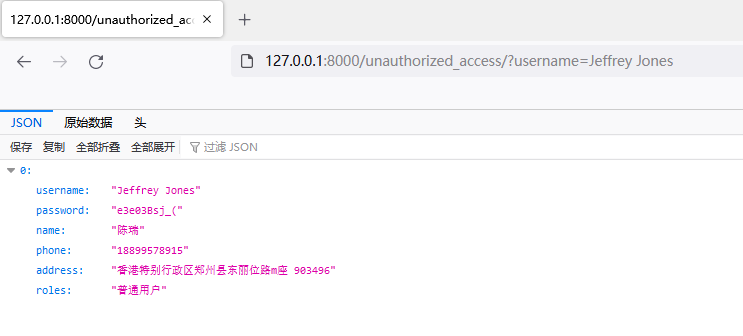 127.0.0.1:8000/unauthorized_acc
127.0.0.1:8000/unauthorized_access/?username=Jeffrey Jones
JSON 原始数据 头
保存 复制 全部折叠 全部展开 过滤 JSON
0:
username: "Jeffrey Jones"
password: "e3e03Bsj_("
name: "陈瑞"
phone: "18899578915"
address: "香港特别行政区郑州县东丽位路m座 903496"
roles: "普通用户"